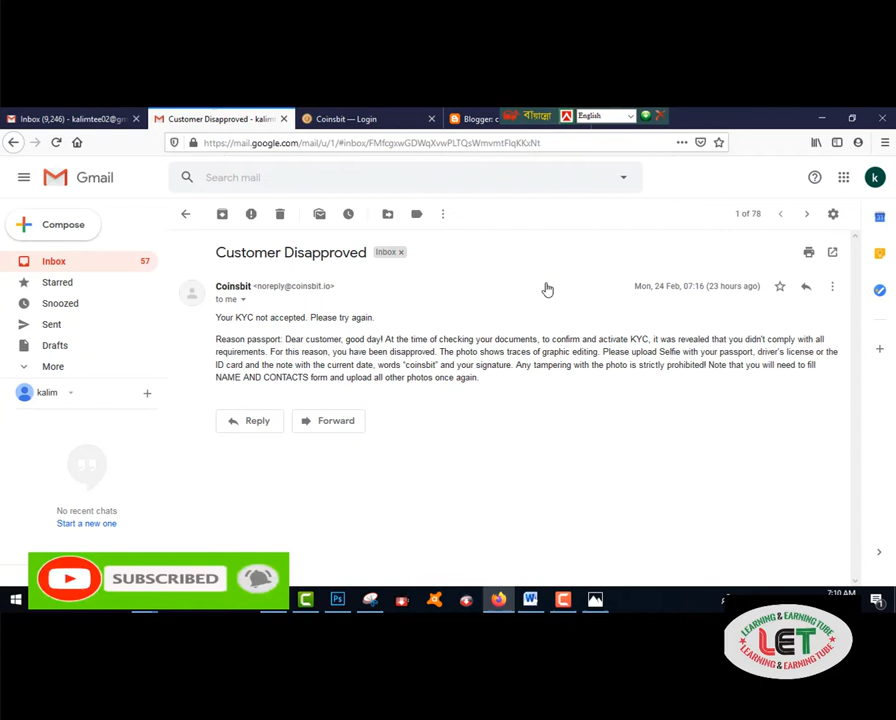 Inbox (9,246) - kalimtee02@gm
Customer Disapproved - kalim
Coinsbit — Login
Blogger: c
বায়ান্নো
English
https://mail.google.com/mail/u/1/#inbox/FMfcgxwGDWqXvwPLTQsWmvmtFlqKKxNt
Gmail
Search mail
k
Compose
1 of 78
Inbox 57
Starred
Snoozed
Sent
Drafts
More
kalim
No recent chats
Start a new one
Customer Disapproved Inbox x
Coinsbit <noreply@coinsbit.io>
Mon, 24 Feb, 07:16 (23 hours ago)
to me
Your KYC not accepted. Please try again.
Reason passport: Dear customer, good day! At the time of checking your documents, to confirm and activate KYC, it was revealed that you didn't comply with all
requirements. For this reason, you have been disapproved. The photo shows traces of graphic editing. Please upload Selfie with your passport, driver's license or the
ID card and the note with the current date, words "coinsbit" and your signature. Any tampering with the photo is strictly prohibited! Note that you will need to fill
NAME AND CONTACTS form and upload all other photos once again.
Reply
Forward
SUBSCRIBED
Ps
W
7:10 AM
LEARNING & EARNING TUBE
LET
LEARNING & EARNING TUBE